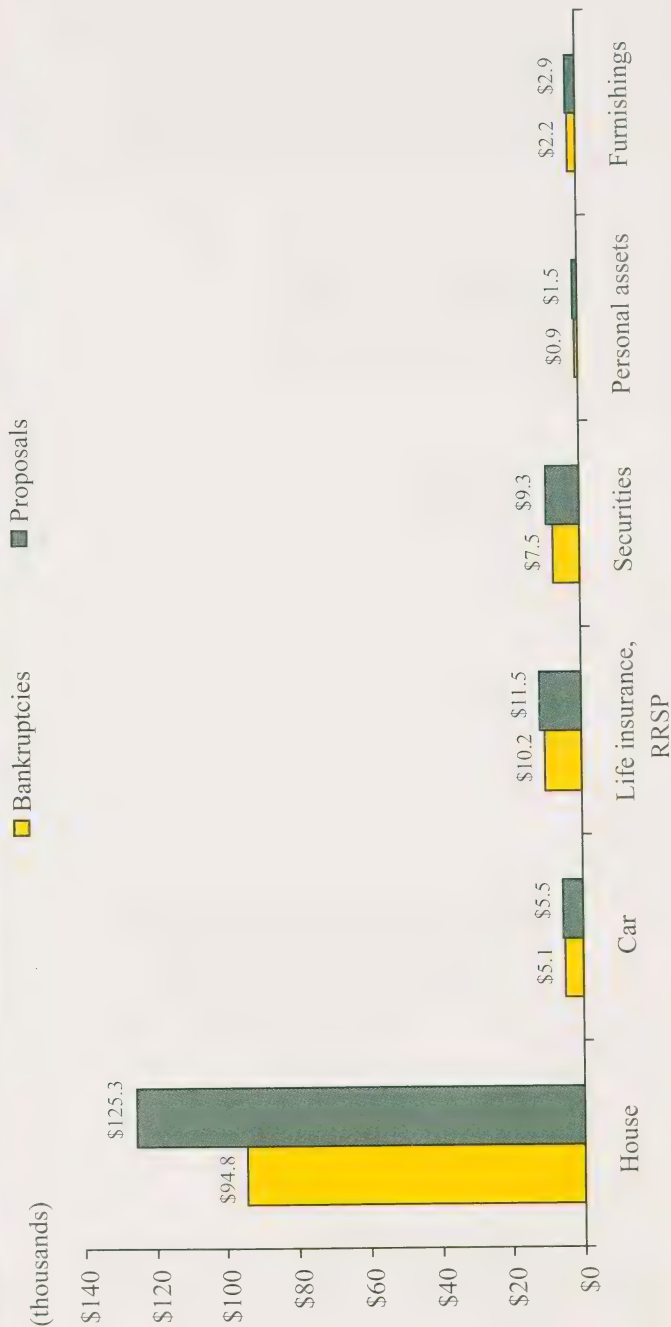 Bankruptcies
Proposals
(thousands)
$140
$120
$100
$80
$60
$40
$20
$0
$94.8
$125.3
$5.1
$5.5
$10.2
$11.5
$7.5
$9.3
$0.9
$1.5
$2.2
$2.9
House
Car
Life insurance,
RRSP
Securities
Personal assets
Furnishings